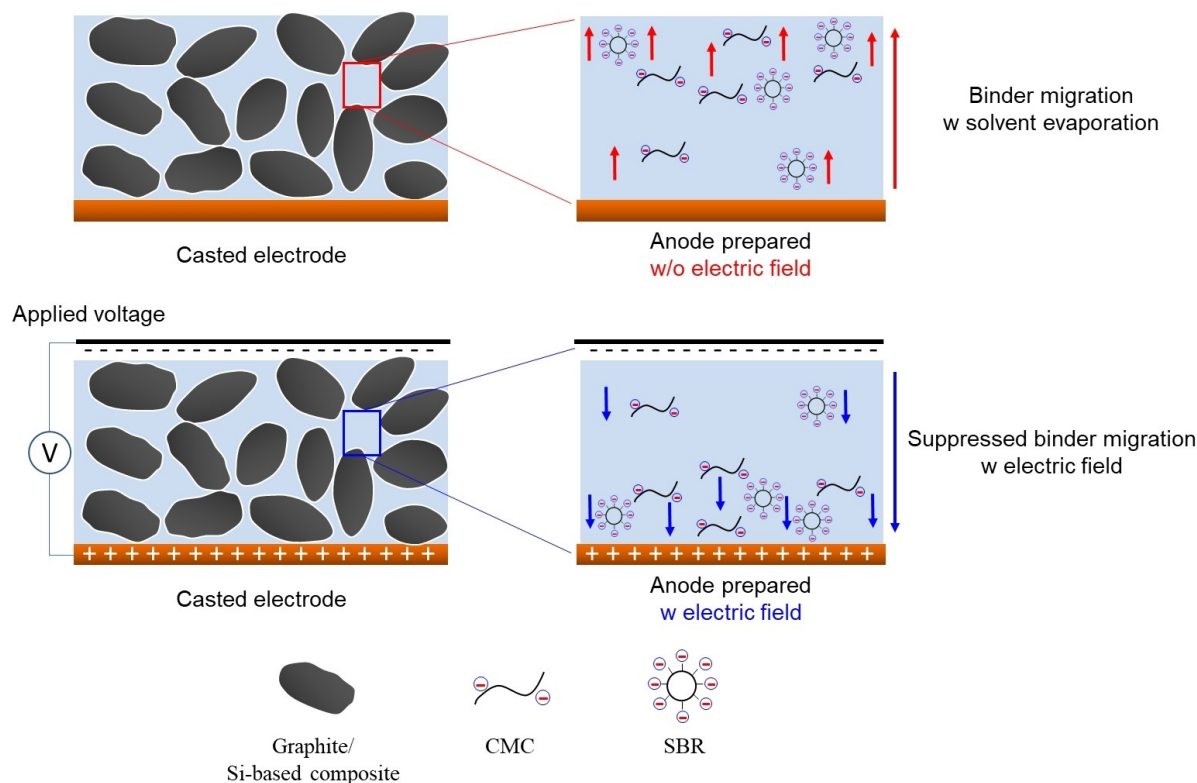 Binder migration
w solvent evaporation
Casted electrode
Anode prepared
w/o electric field
Applied voltage
V
Suppressed binder migration
w electric field
+ + + + + + + + + + + + + + +
+ + + + + + + + + + + + +
Casted electrode
Anode prepared
w electric field
Graphite/
Si-based composite
CMC
SBR